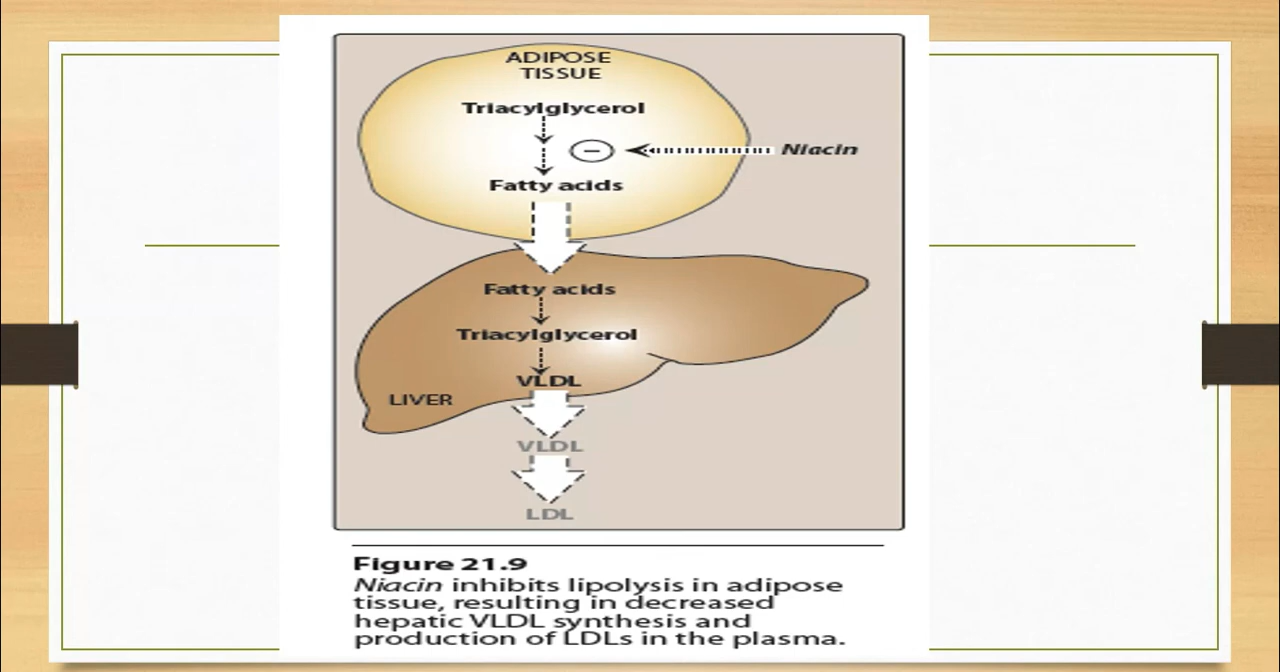 ADIPOSE
TISSUE
Triacylglycerol
Niacin
Fatty acids
Fatty acids
Triacylglycerol
VLDL
LIVER
VLDL
LDL
Figure 21.9
Niacin inhibits lipolysis in adipose
tissue, resulting in decreased
hepatic VLDL synthesis and
production of LDLs in the plasma.